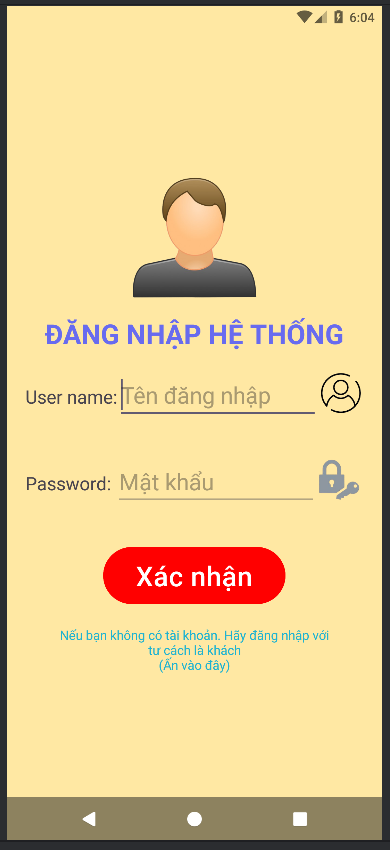 6:04
ĐĂNG NHẬP HỆ THỐNG
User name: Tên đăng nhập
Password: Mật khẩu
Xác nhận
Nếu bạn không có tài khoản. Hãy đăng nhập với
tư cách là khách
(Ấn vào đây)